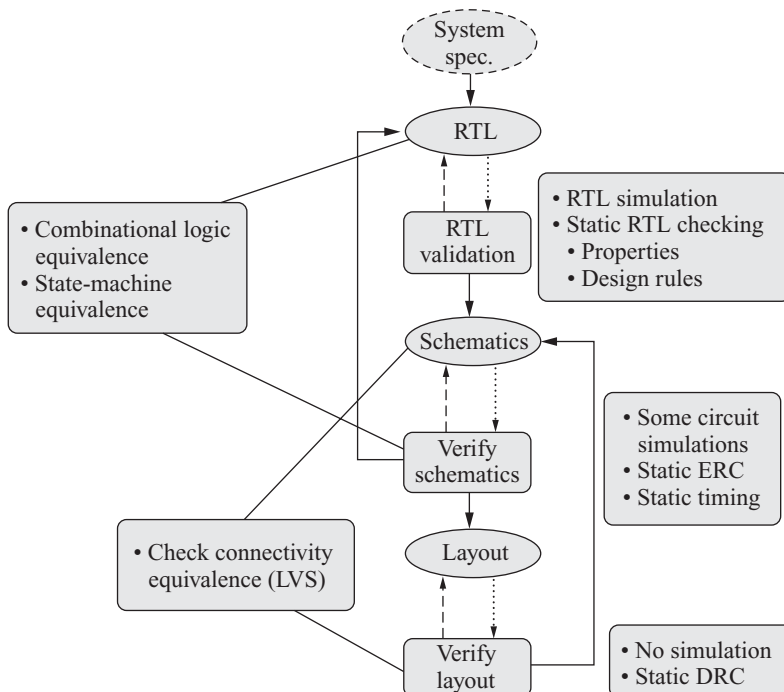 System
spec.
RTL
RTL
validation
• RTL simulation
• Static RTL checking
• Properties
• Design rules
• Combinational logic
equivalence
• State-machine
equivalence
Schematics
Verify
schematics
• Some circuit
simulations
• Static ERC
• Static timing
Layout
• Check connectivity
equivalence (LVS)
Verify
layout
• No simulation
• Static DRC